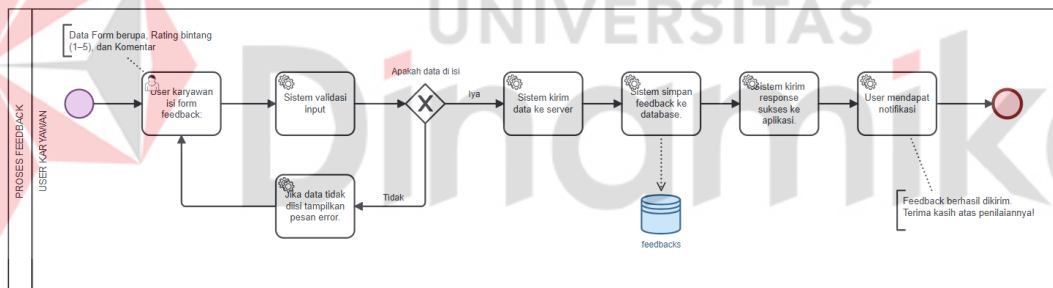 UNIVERSITAS
Dinamika
PROSES FEEDBACK
USER KARYAWAN
Data Form berupa, Rating bintang
(1–5), dan Komentar
User karyawan
isi form
feedback:
Sistem validasi
input
Apakah data di isi
Iya
Sistem kirim
data ke server
Sistem simpan
feedback ke
database.
Sistem kirim
response
sukses ke
aplikasi.
User mendapat
notifikasi
Jika data tidak
diisi tampilkan
pesan error.
Tidak
feedbacks
Feedback berhasil dikirim.
Terima kasih atas penilaiannya!